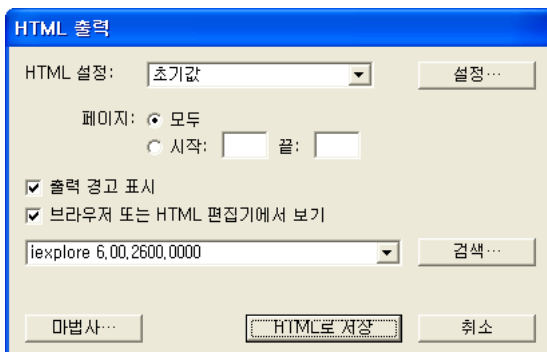 HTML 출력
HTML 설정: 초기값 설정…
페이지: 모두
시작: 끝:
출력 경고 표시
브라우저 또는 HTML 편집기에서 보기
iexplore 6,00,2600,0000 검색…
마법사… HTML로 저장 취소